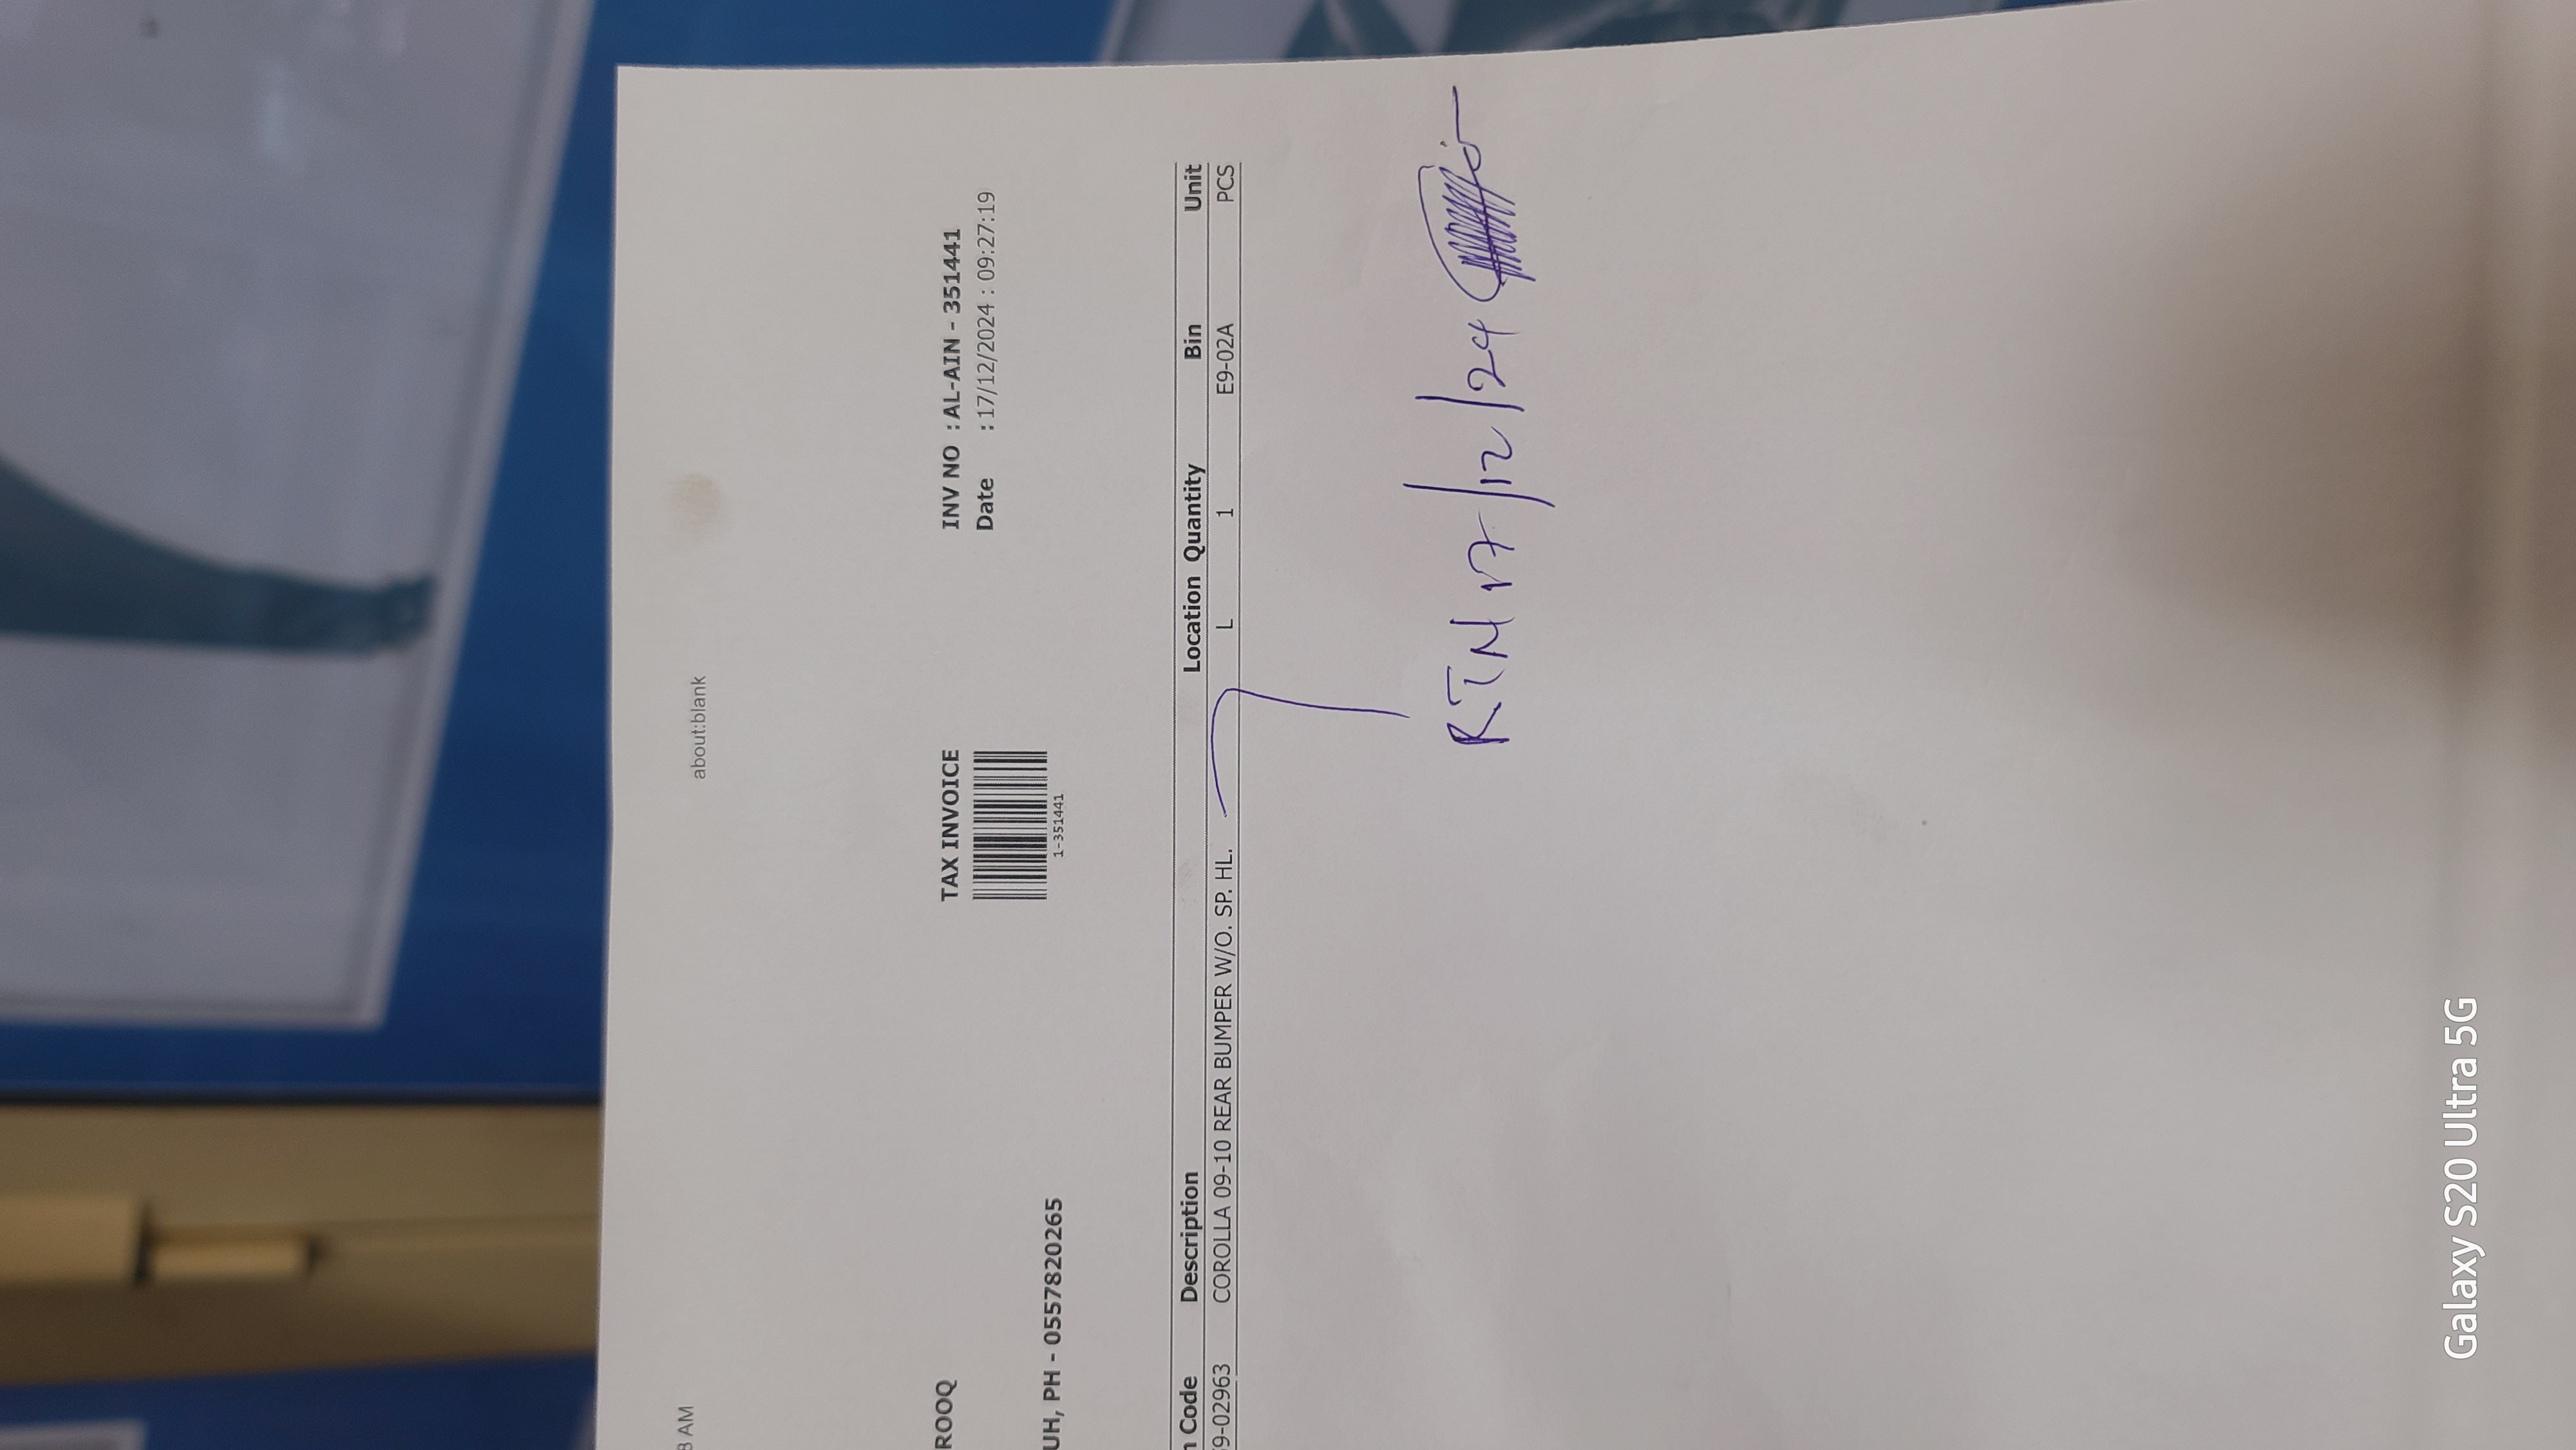 8 AM about:blank
ROOQ TAX INVOICE INV NO : AL-AIN - 351441
Date : 17/12/2024 : 09:27:19
1-351441
UH, PH - 0557820265
Code Description Location Quantity Bin Unit
9-02963 COROLLA 09-10 REAR BUMPER W/O. SP. HL. L 1 E9-02A PCS
RTN 17/12/24
Galaxy S20 Ultra 5G